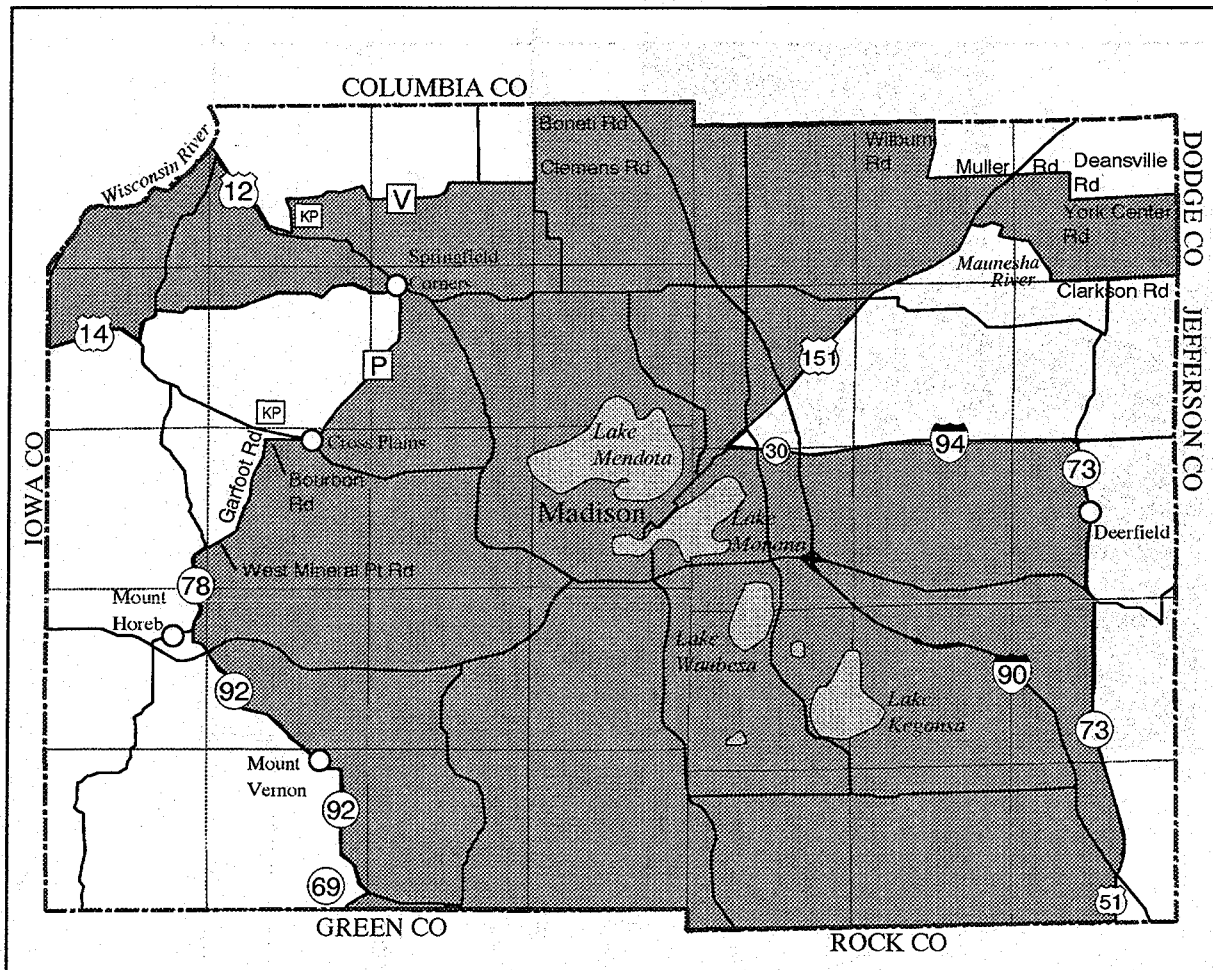 COLUMBIA CO
Wisconsin River
12
KP
V
Boneti Rd
Clemens Rd
Wilburn
Rd
Muller Rd
Deansville
Rd
York Center
Rd
DODGE CO
Springfield
Corners
Maunesha
River
Clarkson Rd
14
P
151
JEFFERSON CO
KP
Cross Plains
Garfoot Rd
Bourbon
Rd
Lake
Mendota
30
94
73
Madison
Lake
Monona
Deerfield
IOWA CO
West Mineral Pt Rd
78
Mount
Horeb
Lake
Waubesa
90
92
Lake
Kegonsa
73
Mount
Vernon
92
69
51
GREEN CO
ROCK CO